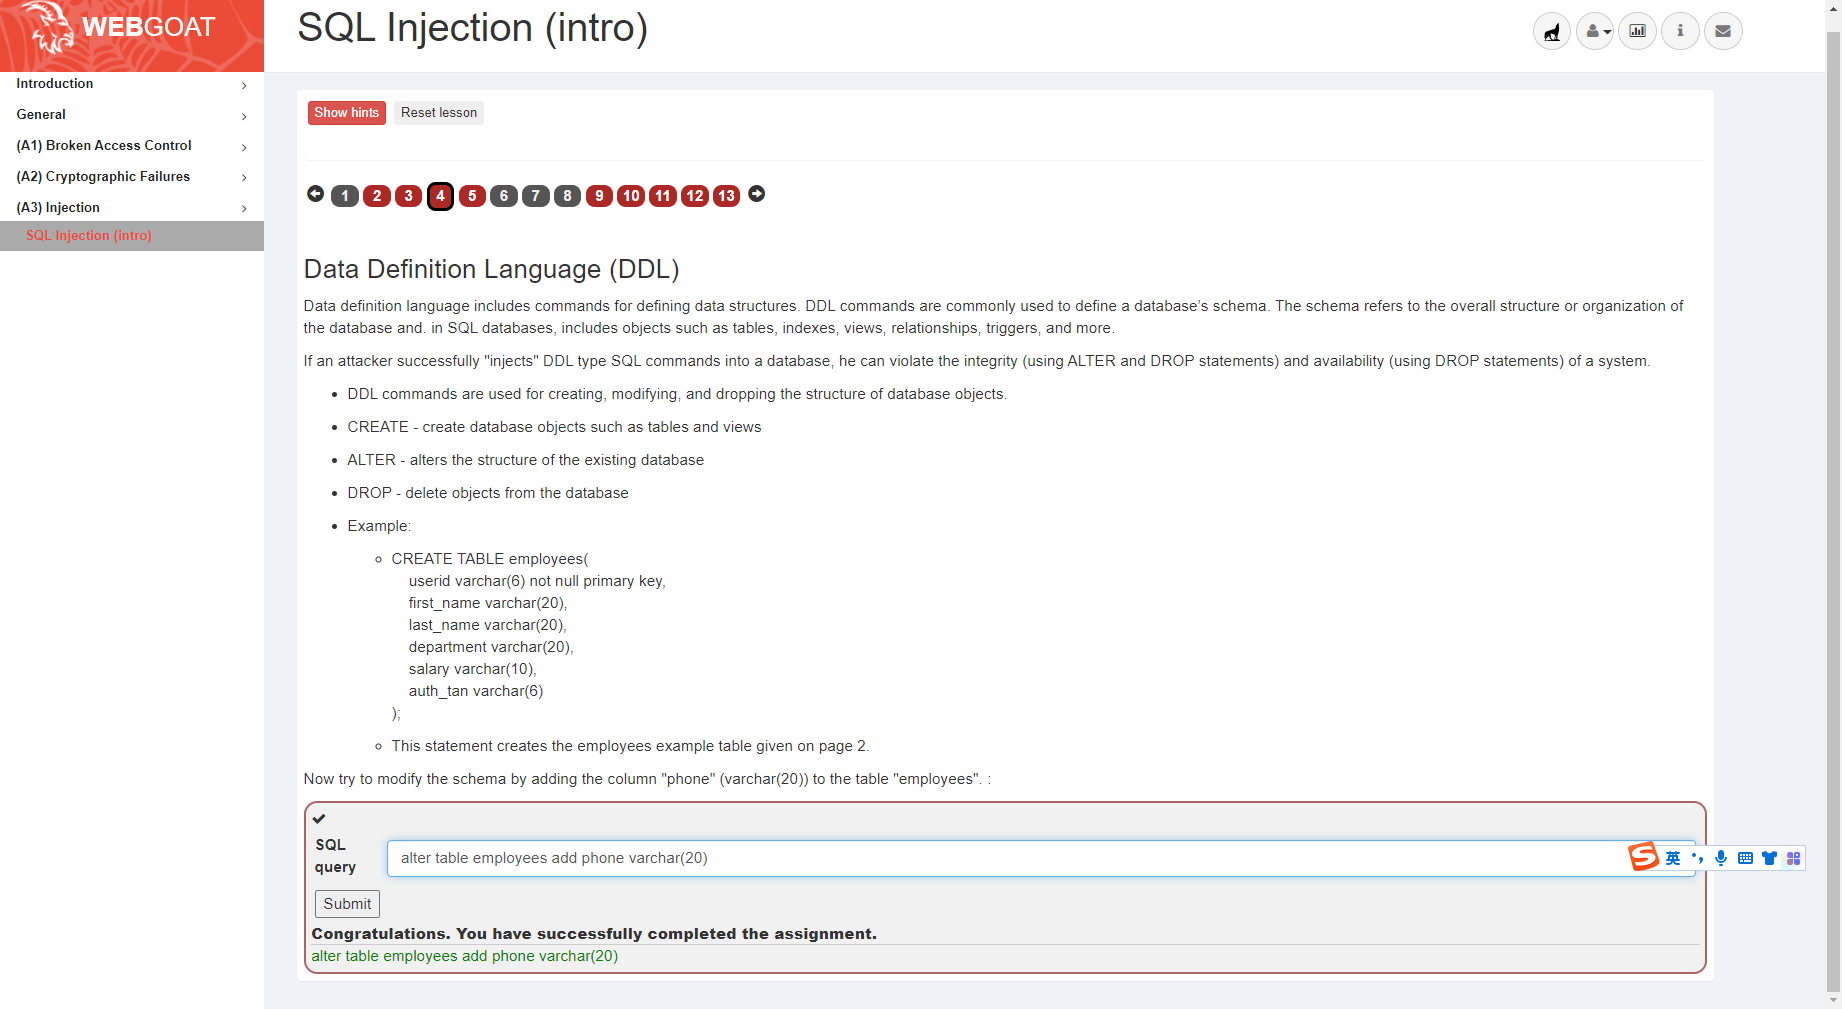 WEBGOAT
SQL Injection (intro)
Introduction
General
(A1) Broken Access Control
(A2) Cryptographic Failures
(A3) Injection
SQL Injection (intro)
Show hints
Reset lesson
1 2 3 4 5 6 7 8 9 10 11 12 13
Data Definition Language (DDL)
Data definition language includes commands for defining data structures. DDL commands are commonly used to define a database's schema. The schema refers to the overall structure or organization of
the database and. in SQL databases, includes objects such as tables, indexes, views, relationships, triggers, and more.
If an attacker successfully "injects" DDL type SQL commands into a database, he can violate the integrity (using ALTER and DROP statements) and availability (using DROP statements) of a system.
DDL commands are used for creating, modifying, and dropping the structure of database objects.
CREATE - create database objects such as tables and views
ALTER - alters the structure of the existing database
DROP - delete objects from the database
Example:
CREATE TABLE employees(
userid varchar(6) not null primary key,
first_name varchar(20),
last_name varchar(20),
department varchar(20),
salary varchar(10),
auth_tan varchar(6)
);
This statement creates the employees example table given on page 2.
Now try to modify the schema by adding the column "phone" (varchar(20)) to the table "employees". :
SQL
query
alter table employees add phone varchar(20)
英
Submit
Congratulations. You have successfully completed the assignment.
alter table employees add phone varchar(20)